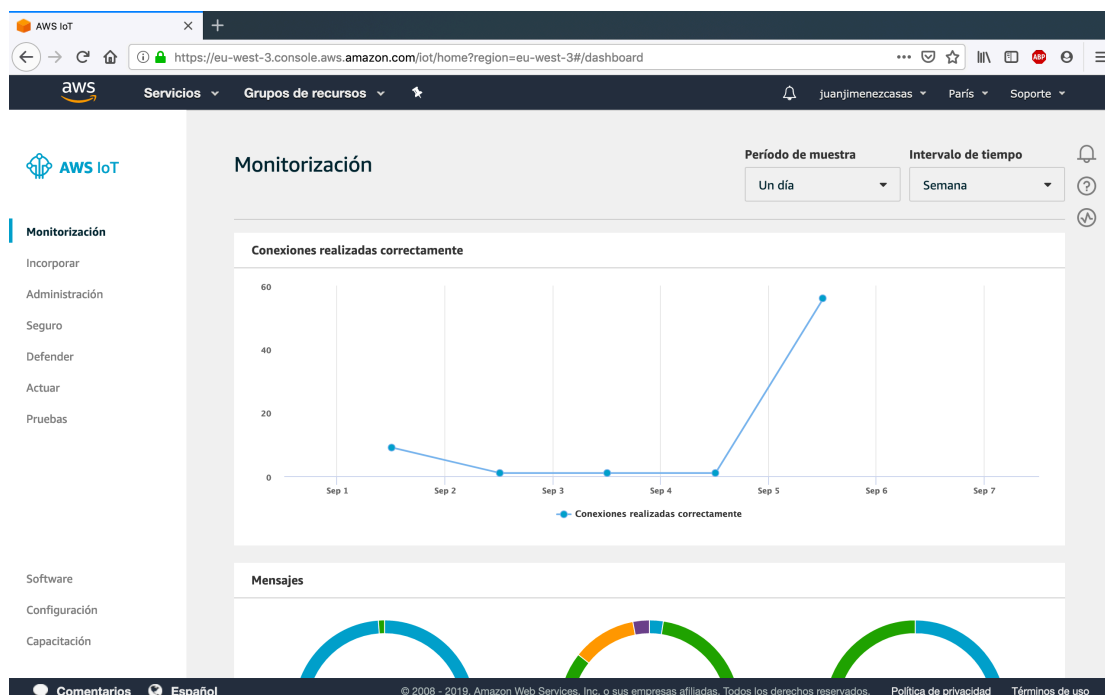 AWS IoT
https://eu-west-3.console.aws.amazon.com/iot/home?region=eu-west-3#/dashboard
ABP
aws
Servicios
Grupos de recursos
juanjimenezcasas
París
Soporte
AWS IoT
Monitorización
Incorporar
Administración
Seguro
Defender
Actuar
Pruebas
Software
Configuración
Capacitación
Monitorización
Período de muestra
Un día
Intervalo de tiempo
Semana
Conexiones realizadas correctamente
60
40
20
0
Sep 1 Sep 2 Sep 3 Sep 4 Sep 5 Sep 6 Sep 7
Conexiones realizadas correctamente
Mensajes
Comentarios
Español
© 2008 - 2019, Amazon Web Services, Inc. o sus empresas afiliadas. Todos los derechos reservados.
Política de privacidad
Términos de uso